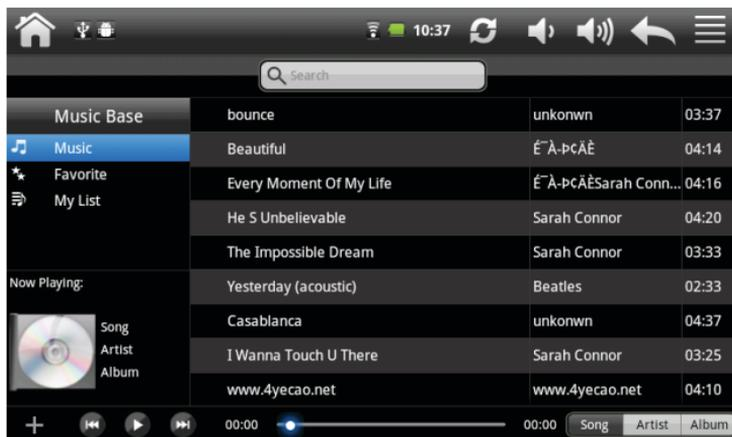 10:37
Search
Music Base
Music
Favorite
My List
bounce unkonwn 03:37
Beautiful É¯À-Þ¢ÄÈ 04:14
Every Moment Of My Life É¯À-Þ¢ÄÈSarah Conn... 04:16
He S Unbelievable Sarah Connor 04:20
The Impossible Dream Sarah Connor 03:33
Yesterday (acoustic) Beatles 02:33
Casablanca unkonwn 04:37
I Wanna Touch U There Sarah Connor 03:25
www.4yecao.net www.4yecao.net 04:10
Now Playing:
Song
Artist
Album
00:00 00:00 Song Artist Album